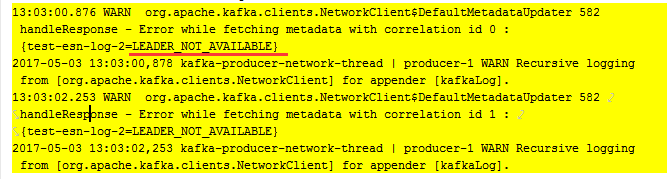 13:03:00.876 WARN  org.apache.kafka.clients.NetworkClient$DefaultMetadataUpdater 582
handleResponse - Error while fetching metadata with correlation id 0 :
{test-esn-log-2=LEADER_NOT_AVAILABLE}
2017-05-03 13:03:00,878 kafka-producer-network-thread | producer-1 WARN Recursive logging
from [org.apache.kafka.clients.NetworkClient] for appender [kafkaLog].
13:03:02.253 WARN  org.apache.kafka.clients.NetworkClient$DefaultMetadataUpdater 582
handleResponse - Error while fetching metadata with correlation id 1 :
{test-esn-log-2=LEADER_NOT_AVAILABLE}
2017-05-03 13:03:02,253 kafka-producer-network-thread | producer-1 WARN Recursive logging
from [org.apache.kafka.clients.NetworkClient] for appender [kafkaLog].